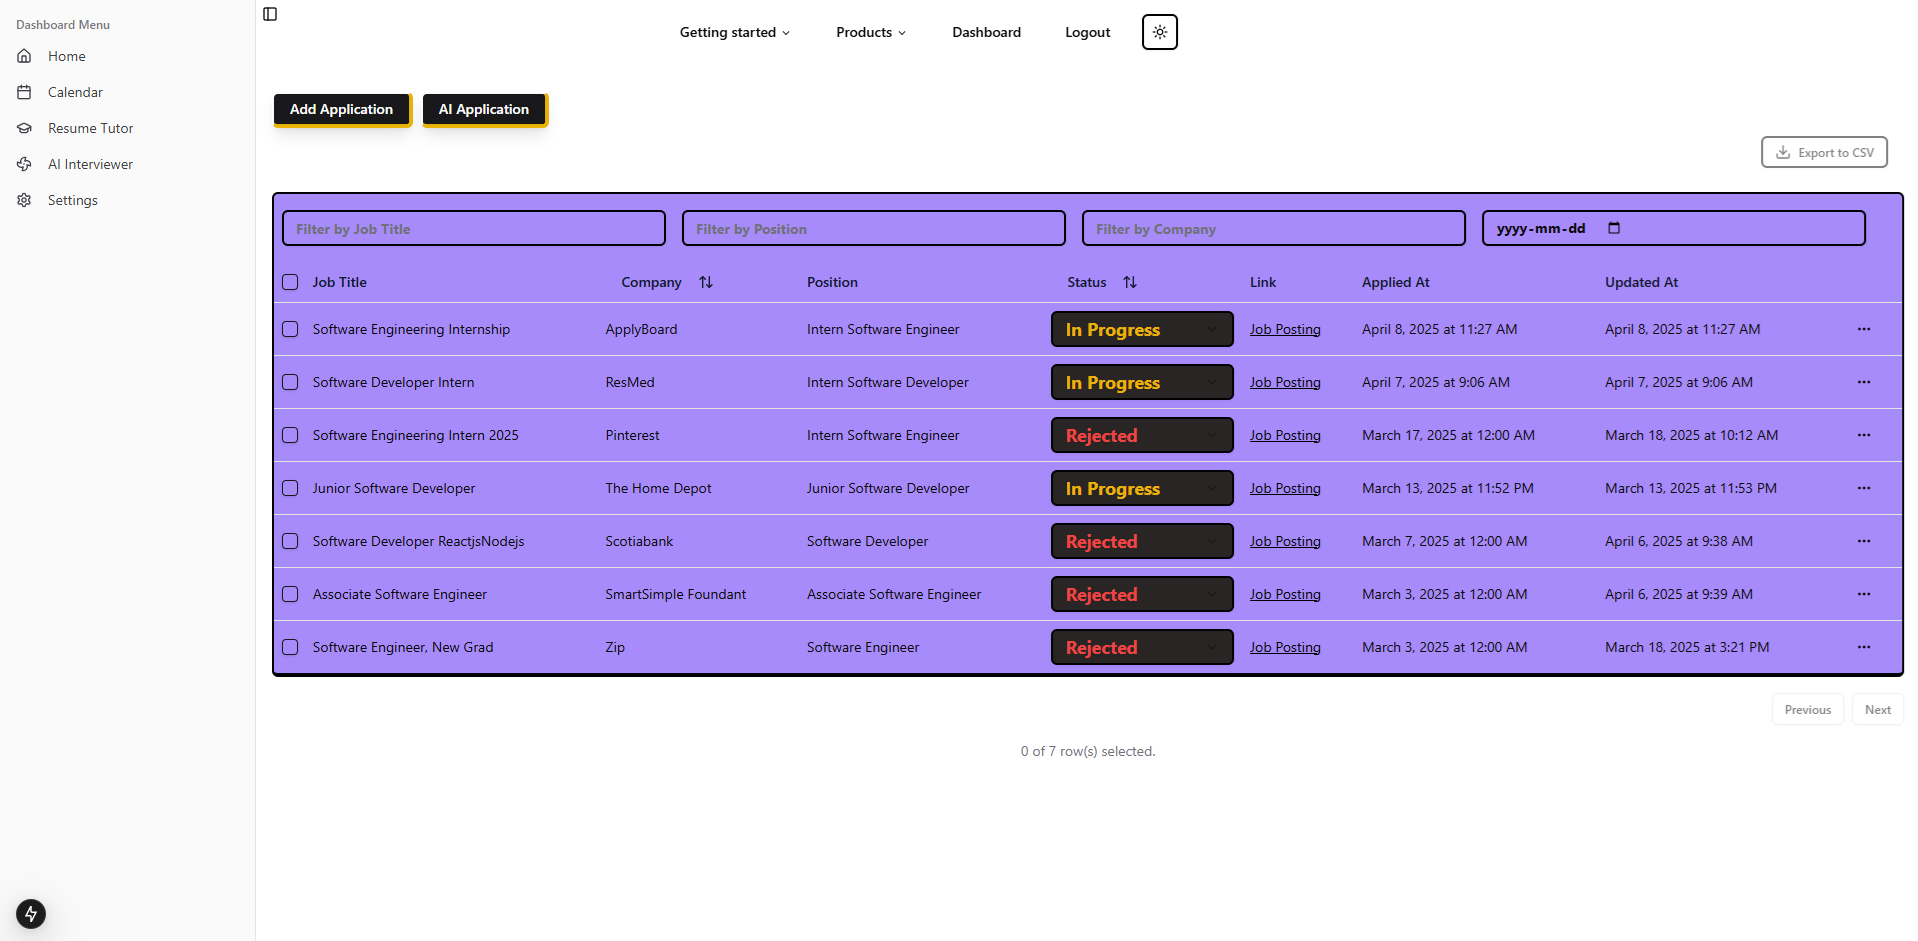 Dashboard Menu
Home
Calendar
Resume Tutor
AI Interviewer
Settings
Getting started Products Dashboard Logout
Add Application AI Application
Export to CSV
Filter by Job Title Filter by Position Filter by Company yyyy-mm-dd
Job Title Company Position Status Link Applied At Updated At
Software Engineering Internship ApplyBoard Intern Software Engineer In Progress Job Posting April 8, 2025 at 11:27 AM April 8, 2025 at 11:27 AM ...
Software Developer Intern ResMed Intern Software Developer In Progress Job Posting April 7, 2025 at 9:06 AM April 7, 2025 at 9:06 AM ...
Software Engineering Intern 2025 Pinterest Intern Software Engineer Rejected Job Posting March 17, 2025 at 12:00 AM March 18, 2025 at 10:12 AM ...
Junior Software Developer The Home Depot Junior Software Developer In Progress Job Posting March 13, 2025 at 11:52 PM March 13, 2025 at 11:53 PM ...
Software Developer ReactjsNodejs Scotiabank Software Developer Rejected Job Posting March 7, 2025 at 12:00 AM April 6, 2025 at 9:38 AM ...
Associate Software Engineer SmartSimple Foundant Associate Software Engineer Rejected Job Posting March 3, 2025 at 12:00 AM April 6, 2025 at 9:39 AM ...
Software Engineer, New Grad Zip Software Engineer Rejected Job Posting March 3, 2025 at 12:00 AM March 18, 2025 at 3:21 PM ...
Previous Next
0 of 7 row(s) selected.